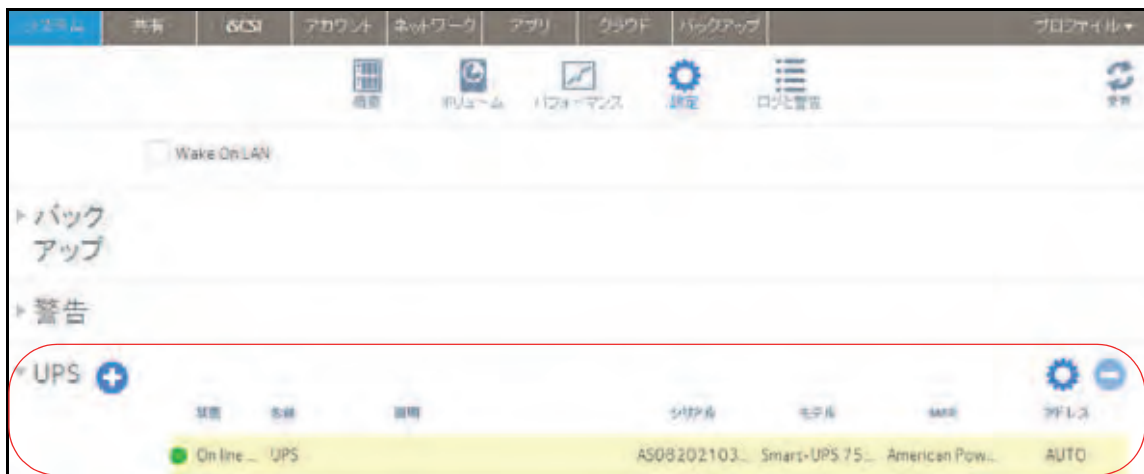 システム 共有 iSCSI アカウント ネットワーク アプリ クラウド バックアップ プロファイル
概要 ボリューム パフォーマンス 設定 ログと警告 更新
Wake On LAN
バック
アップ
警告
UPS
状態 名前 説明 シリアル モデル MFR アドレス
On line ... UPS AS08202103... Smart-UPS 75... American Pow... AUTO